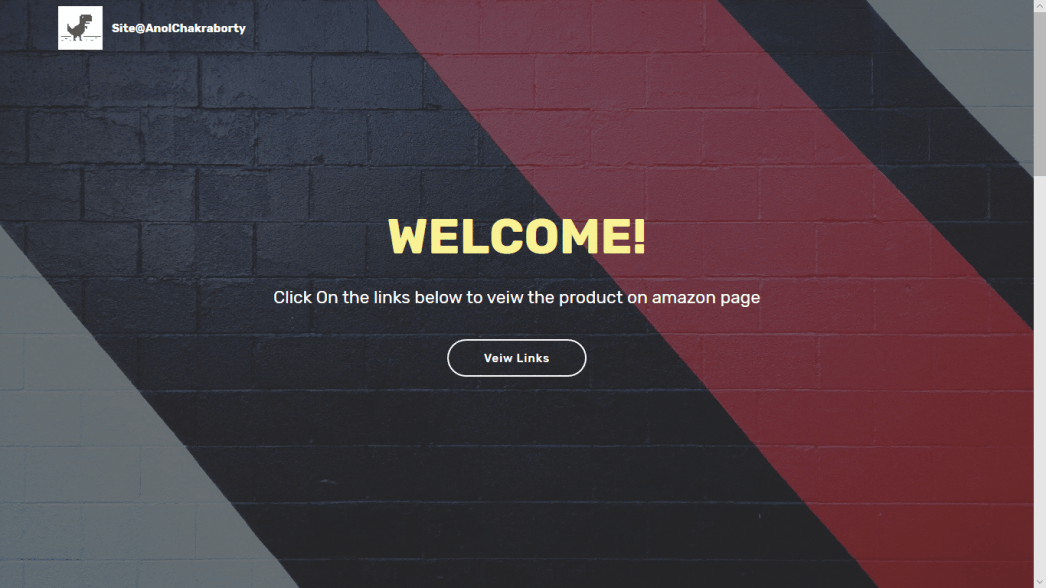 Site@AnolChakraborty
WELCOME!
Click On the links below to veiw the product on amazon page
Veiw Links